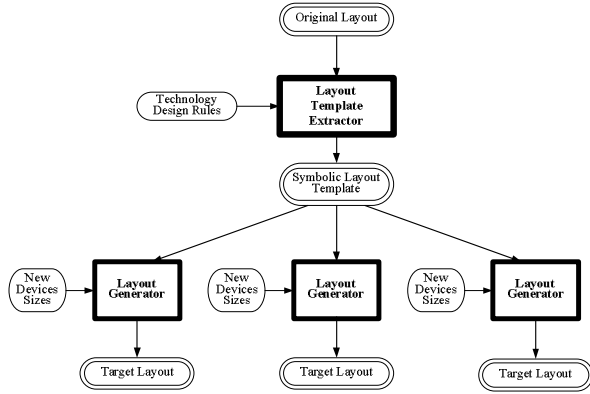 Original Layout
Technology
Design Rules
Layout
Template
Extractor
Symbolic Layout
Template
New
Devices
Sizes
Layout
Generator
New
Devices
Sizes
Layout
Generator
New
Devices
Sizes
Layout
Generator
Target Layout
Target Layout
Target Layout